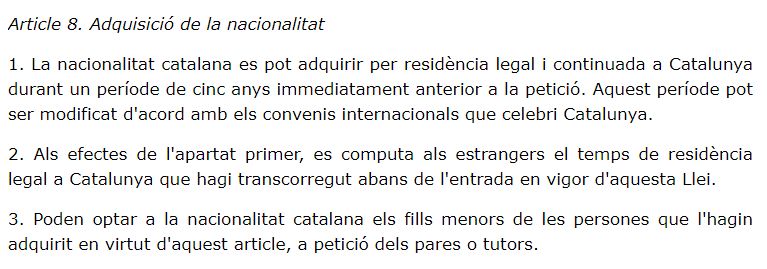 Article 8. Adquisició de la nacionalitat
1. La nacionalitat catalana es pot adquirir per residència legal i continuada a Catalunya
durant un període de cinc anys immediatament anterior a la petició. Aquest període pot
ser modificat d'acord amb els convenis internacionals que celebri Catalunya.
2. Als efectes de l'apartat primer, es computa als estrangers el temps de residència
legal a Catalunya que hagi transcorregut abans de l'entrada en vigor d'aquesta Llei.
3. Poden optar a la nacionalitat catalana els fills menors de les persones que l'hagin
adquirit en virtut d'aquest article, a petició dels pares o tutors.